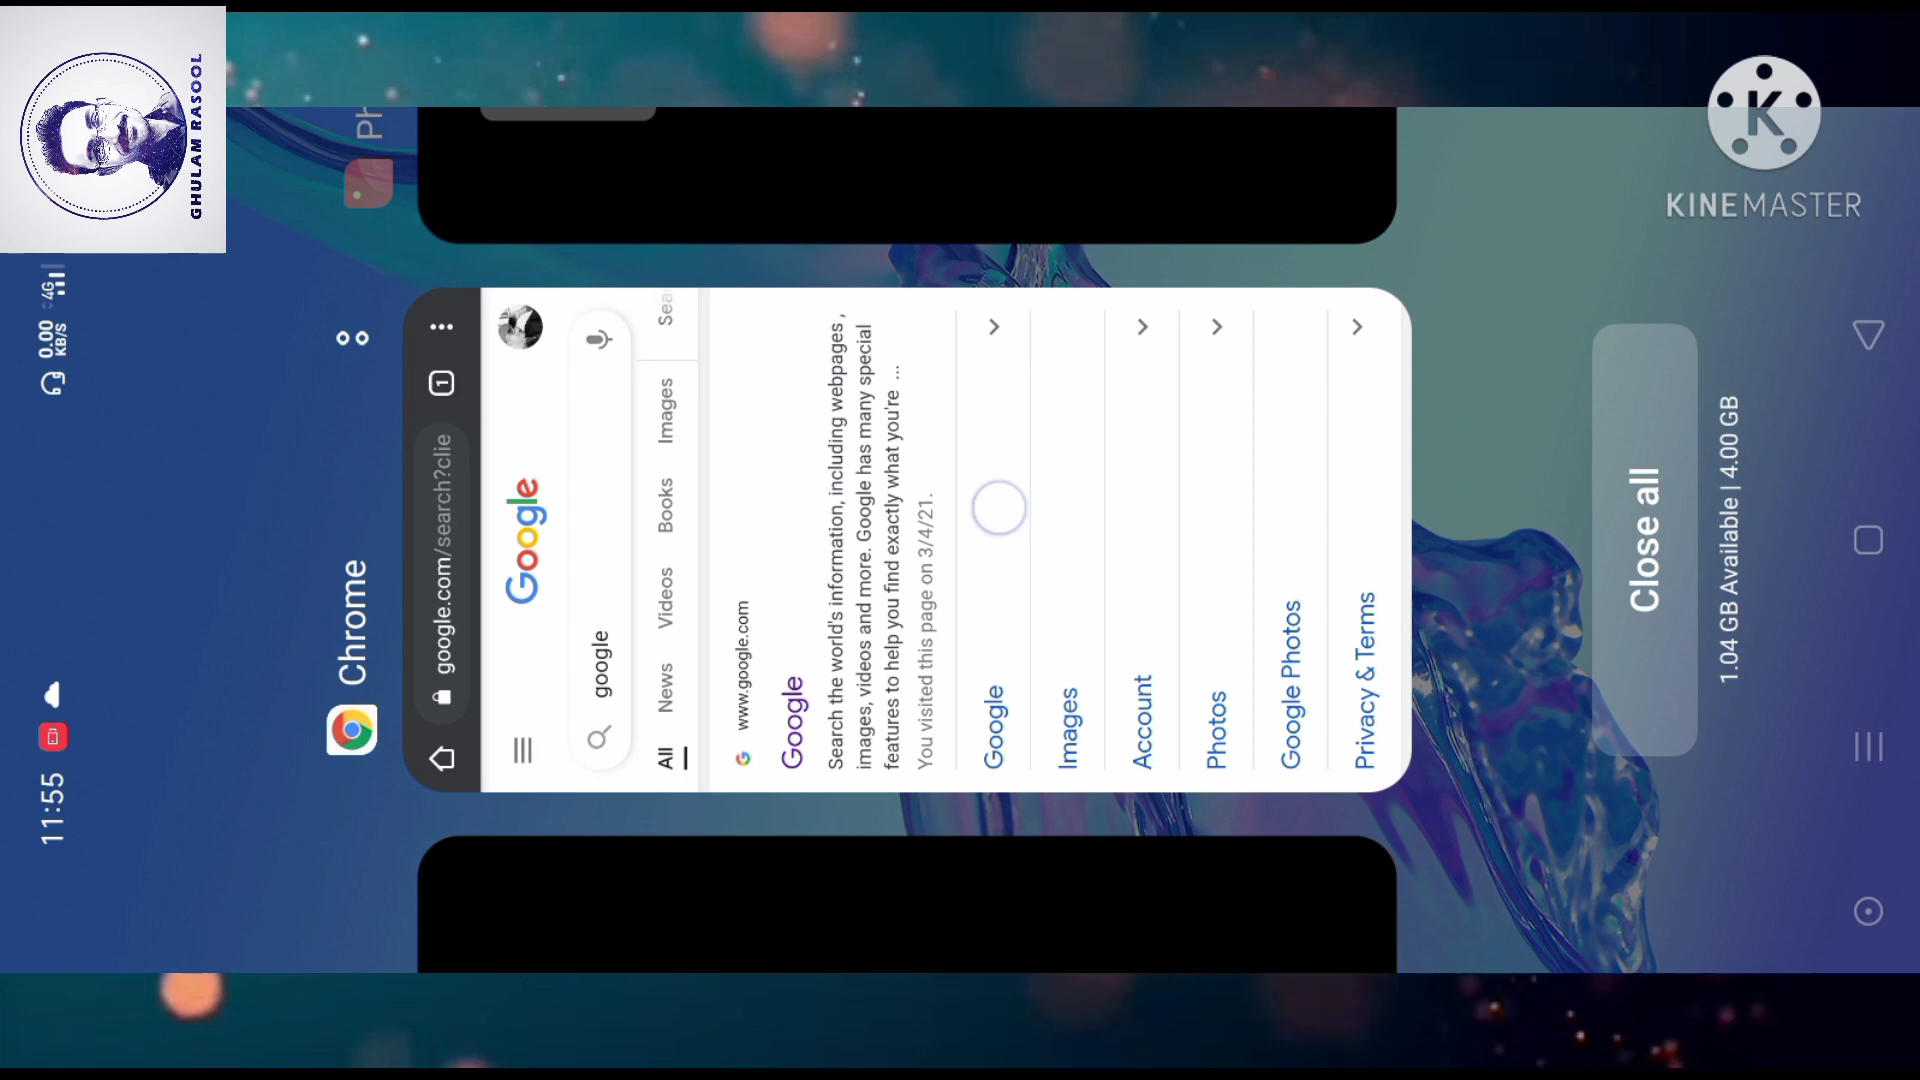 GHULAM RASOOL
KINEMASTER
11:55
0.00
KB/S
4G
Chrome
Ph
google.com/search?clie
1
Google
google
All
News
Videos
Books
Images
Sea
www.google.com
Google
Search the world's information, including webpages,
images, videos and more. Google has many special
features to help you find exactly what you're ...
You visited this page on 3/4/21.
Google
Images
Account
Photos
Google Photos
Privacy & Terms
Close all
1.04 GB Available | 4.00 GB